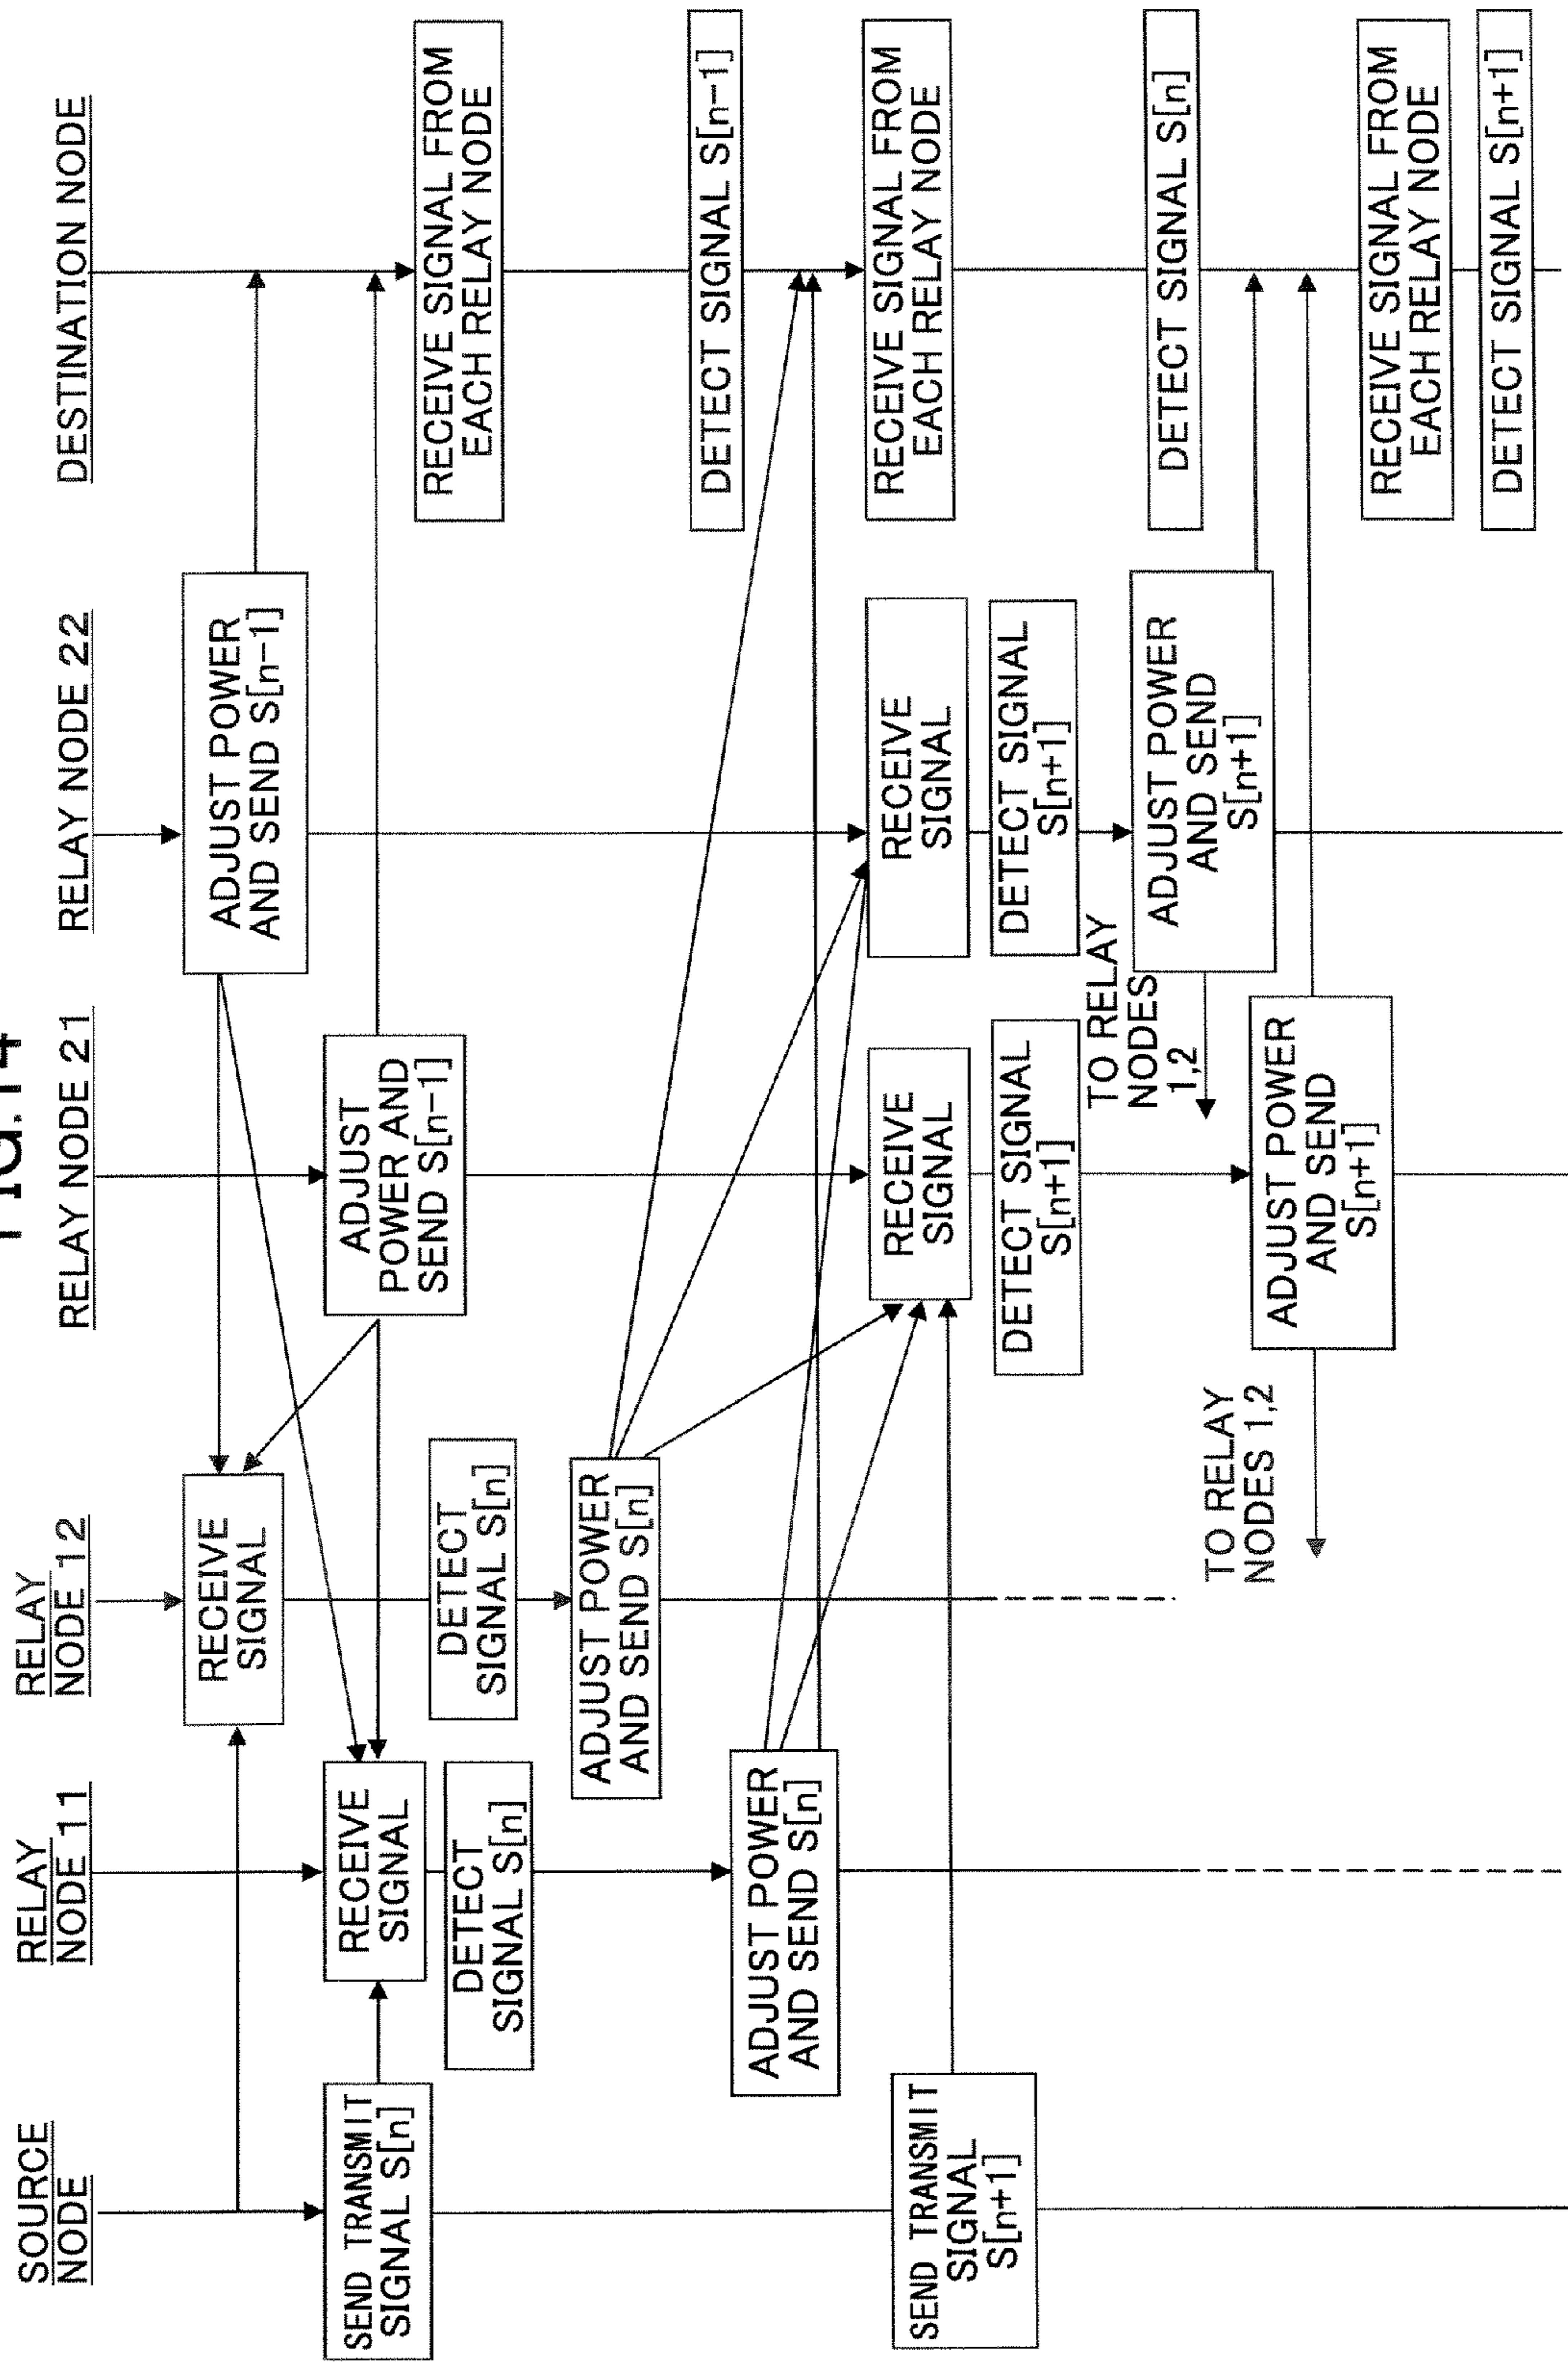 FIG.14
SOURCE
NODE
RELAY
NODE 11
RELAY
NODE 12
RELAY NODE 21
RELAY NODE 22
DESTINATION NODE
RECEIVE
SIGNAL
ADJUST POWER
AND SEND S[n-1]
SEND TRANSMIT
SIGNAL S[n]
RECEIVE
SIGNAL
ADJUST
POWER AND
SEND S[n-1]
RECEIVE SIGNAL FROM
EACH RELAY NODE
DETECT
SIGNAL S[n]
DETECT
SIGNAL S[n]
ADJUST POWER
AND SEND S[n]
DETECT SIGNAL S[n-1]
ADJUST POWER
AND SEND S[n]
SEND TRANSMIT
SIGNAL
S[n+1]
RECEIVE
SIGNAL
RECEIVE
SIGNAL
RECEIVE SIGNAL FROM
EACH RELAY NODE
DETECT SIGNAL
S[n+1]
DETECT SIGNAL
S[n+1]
TO RELAY
NODES
1,2
ADJUST POWER
AND SEND
S[n+1]
DETECT SIGNAL S[n]
TO RELAY
NODES 1,2
ADJUST POWER
AND SEND
S[n+1]
RECEIVE SIGNAL FROM
EACH RELAY NODE
DETECT SIGNAL S[n+1]